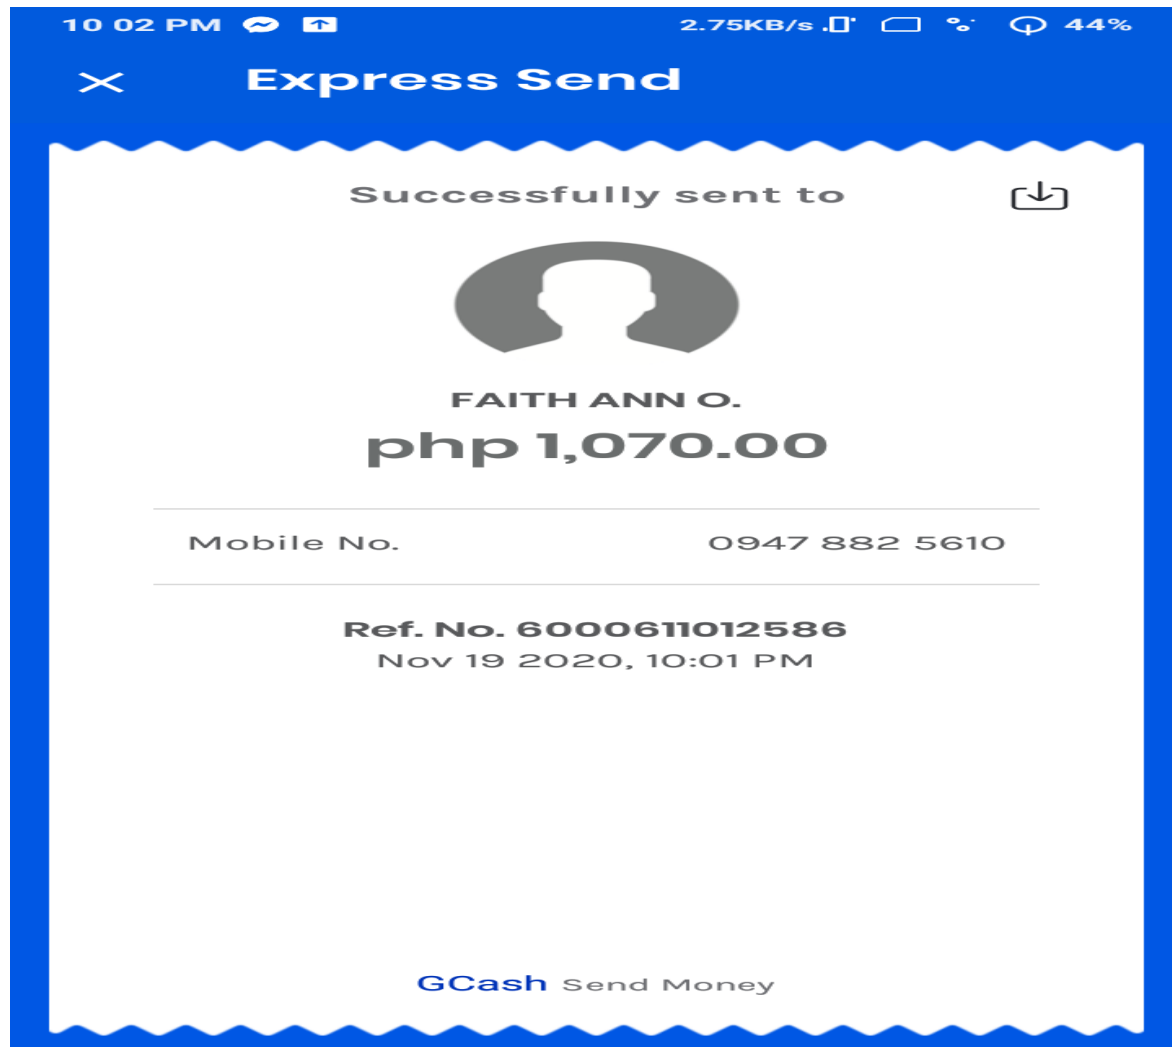 10 02 PM 2.75KB/s 44%
Express Send
Successfully sent to
FAITH ANN O.
php 1,070.00
Mobile No. 0947 882 5610
Ref. No. 6000611012586
Nov 19 2020, 10:01 PM
GCash Send Money